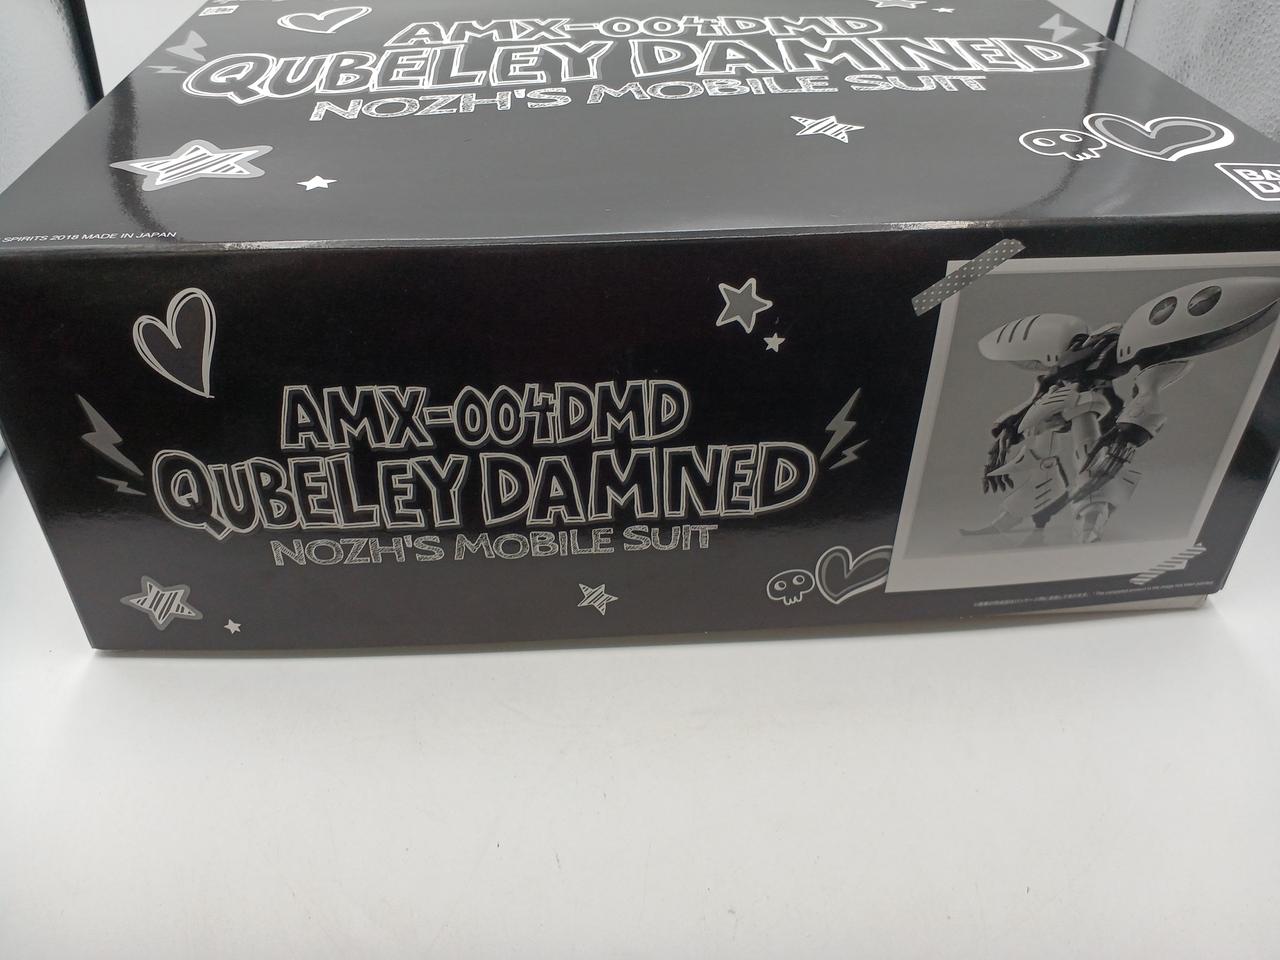 AMX-004DMD
QUBELEY DAMNED
NOZH'S MOBILE SUIT
SPIRITS 2018 MADE IN JAPAN
AMX-004DMD
QUBELEY DAMNED
NOZH'S MOBILE SUIT